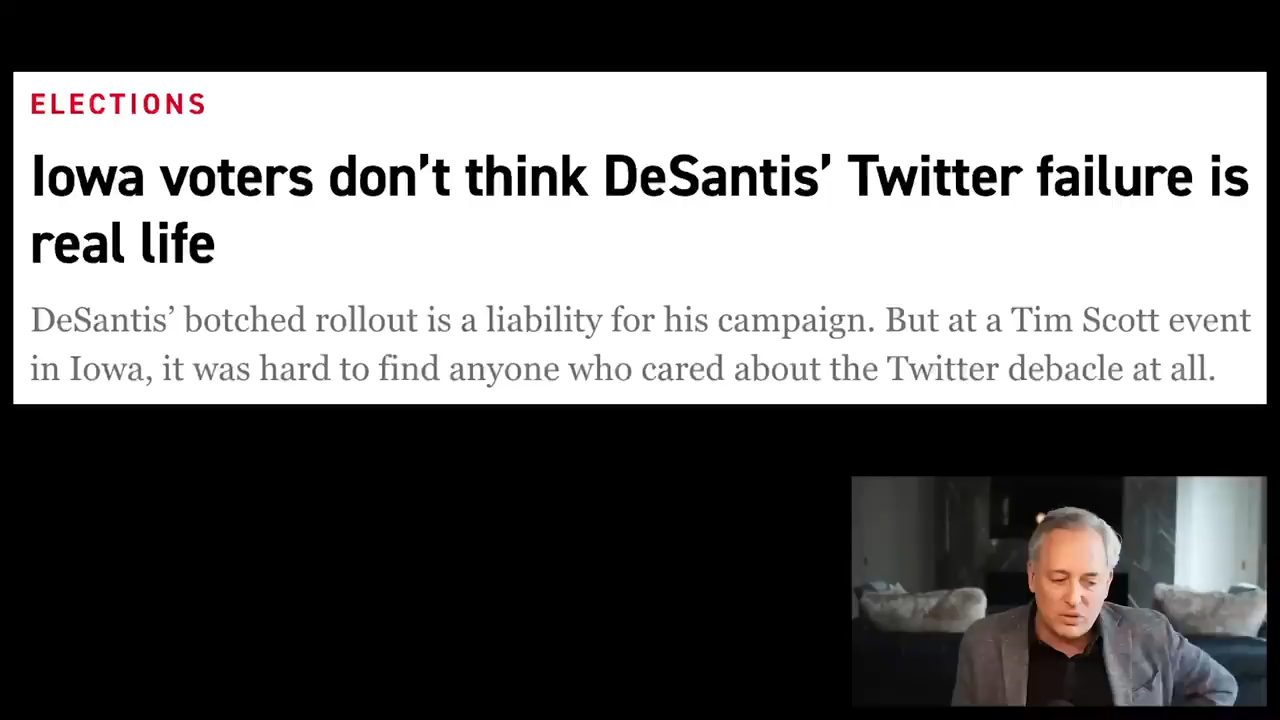 ELECTIONS
Iowa voters don’t think DeSantis’ Twitter failure is
real life
DeSantis’ botched rollout is a liability for his campaign. But at a Tim Scott event
in Iowa, it was hard to find anyone who cared about the Twitter debacle at all.